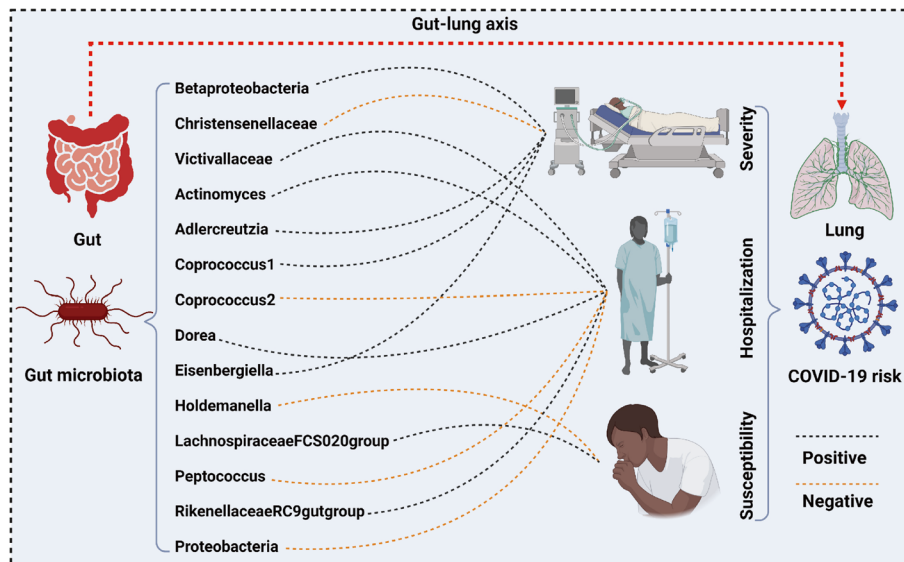 Gut-lung axis
Betaproteobacteria
Christensenellaceae
Victivallaceae
Actinomyces
Adlercreutzia
Coprococcus1
Coprococcus2
Dorea
Eisenbergiella
Holdemanella
LachnospiraceaeFCS020group
Peptococcus
RikenellaceaeRC9gutgroup
Proteobacteria
Gut
Gut microbiota
Severity
Hospitalization
Susceptibility
Lung
COVID-19 risk
Positive
Negative